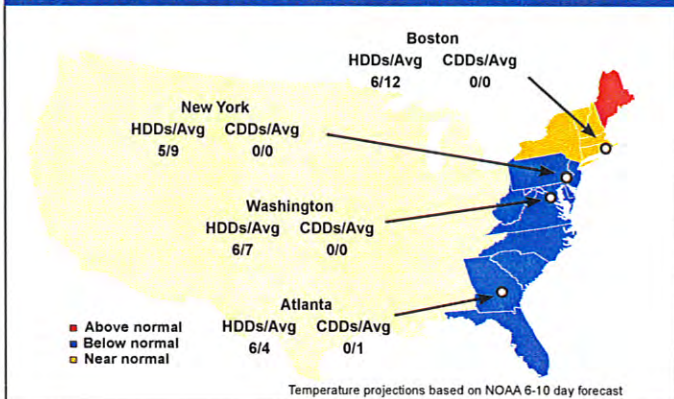 Boston
HDDs/Avg CDDs/Avg
6/12 0/0
New York
HDDs/Avg CDDs/Avg
5/9 0/0
Washington
HDDs/Avg CDDs/Avg
6/7 0/0
Atlanta
HDDs/Avg CDDs/Avg
6/4 0/1
Above normal
Below normal
Near normal
Temperature projections based on NOAA 6-10 day forecast